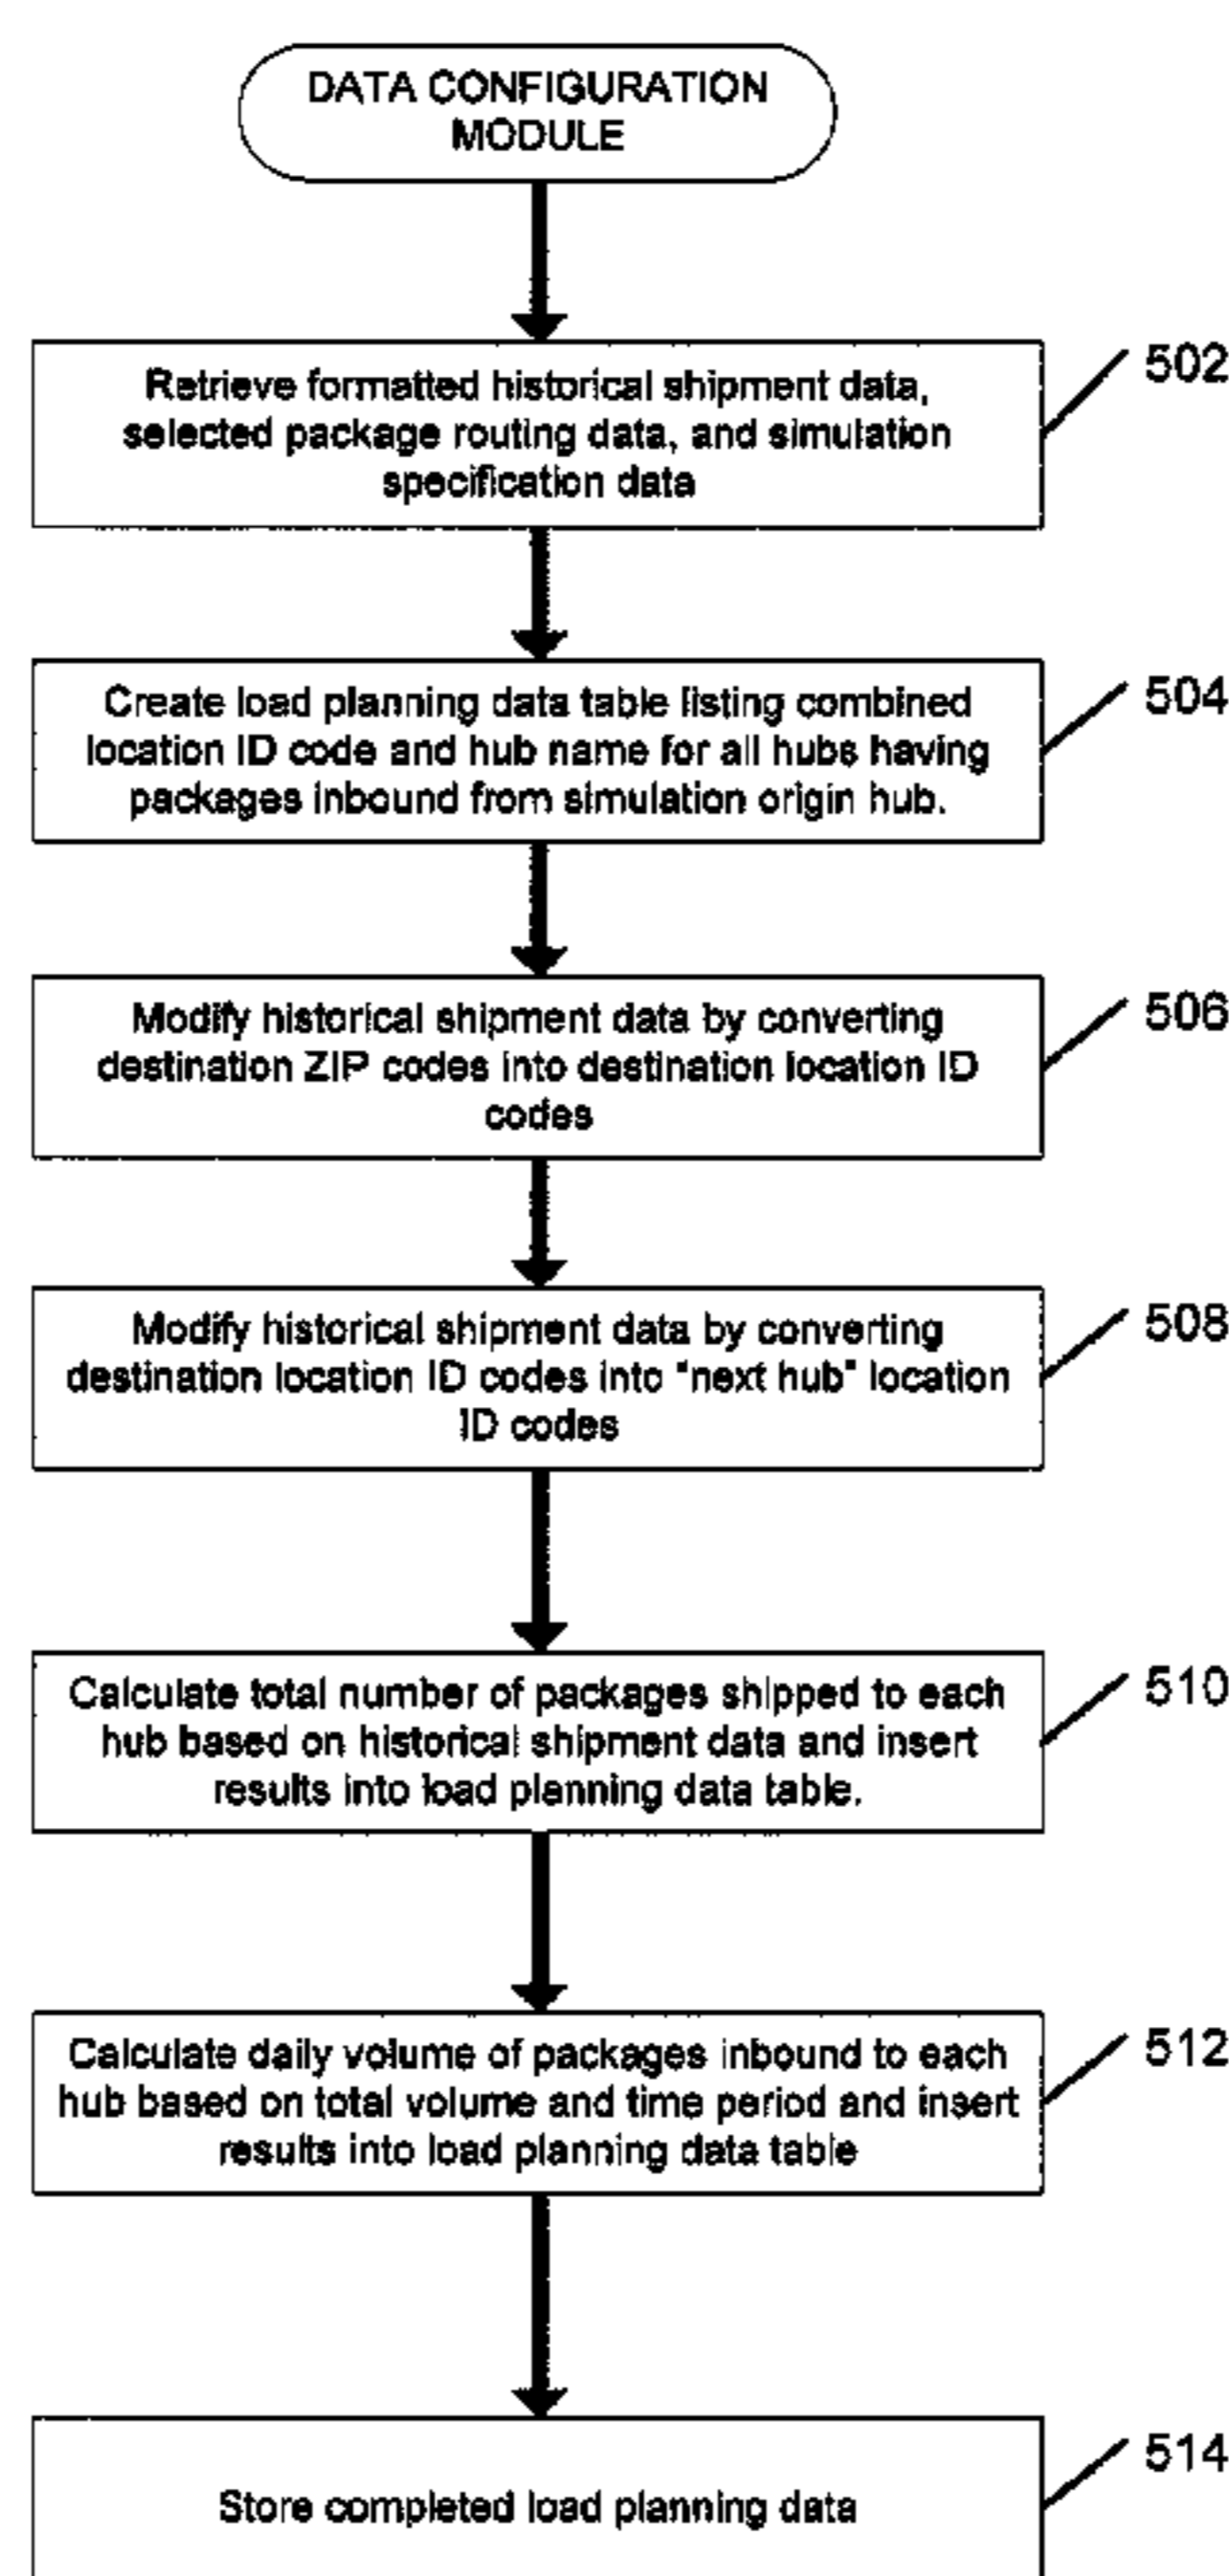 DATA CONFIGURATION
MODULE
502
Retrieve formatted historical shipment data,
selected package routing data, and simulation
specification data
504
Create load planning data table listing combined
location ID code and hub name for all hubs having
packages inbound from simulation origin hub.
506
Modify historical shipment data by converting
destination ZIP codes into destination location ID
codes
508
Modify historical shipment data by converting
destination location ID codes into "next hub" location
ID codes
510
Calculate total number of packages shipped to each
hub based on historical shipment data and insert
results into load planning data table.
512
Calculate daily volume of packages inbound to each
hub based on total volume and time period and insert
results into load planning data table
514
Store completed load planning data